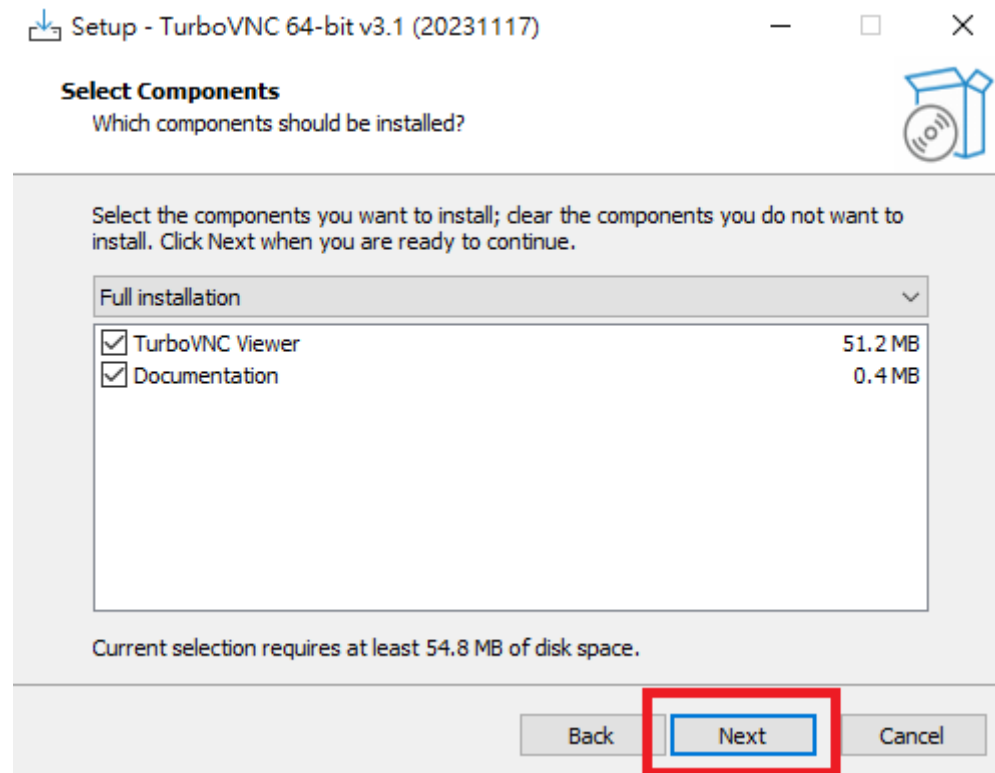 Setup - TurboVNC 64-bit v3.1 (20231117)
Select Components
Which components should be installed?
Select the components you want to install; clear the components you do not want to
install. Click Next when you are ready to continue.
Full installation
TurboVNC Viewer 51.2 MB
Documentation 0.4 MB
Current selection requires at least 54.8 MB of disk space.
Back Next Cancel